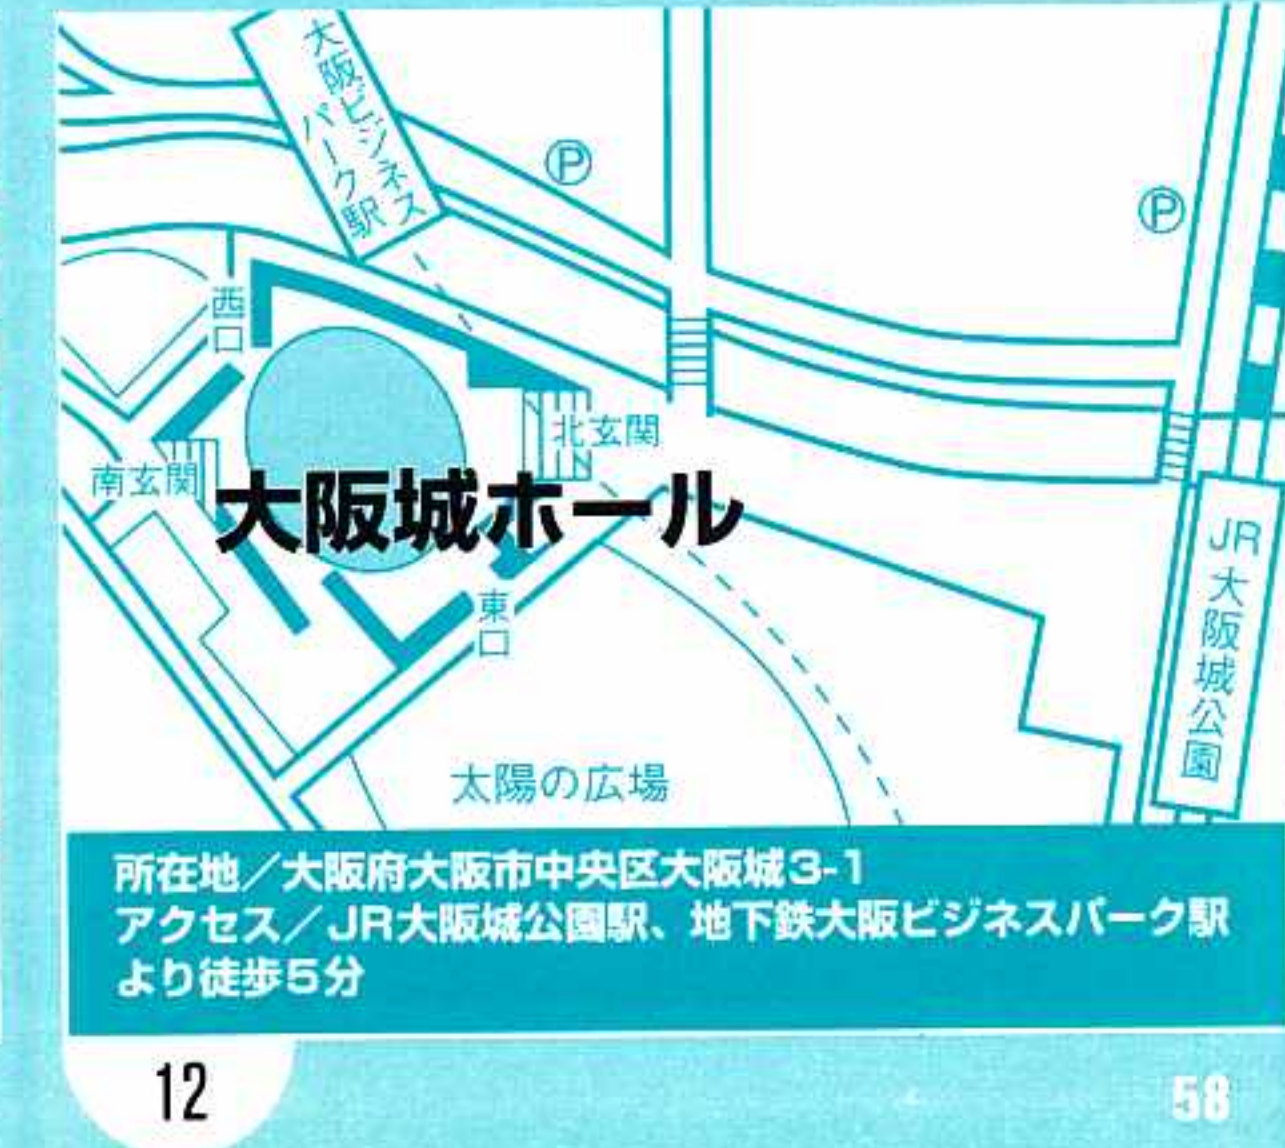 大阪ビジネス
パーク駅
Ⓟ
Ⓟ
西口
北玄関
南玄関
大阪城ホール
東口
JR大阪城公園
太陽の広場
所在地／大阪府大阪市中央区大阪城3-1
アクセス／JR大阪城公園駅、地下鉄大阪ビジネスパーク駅
より徒歩5分
12
58